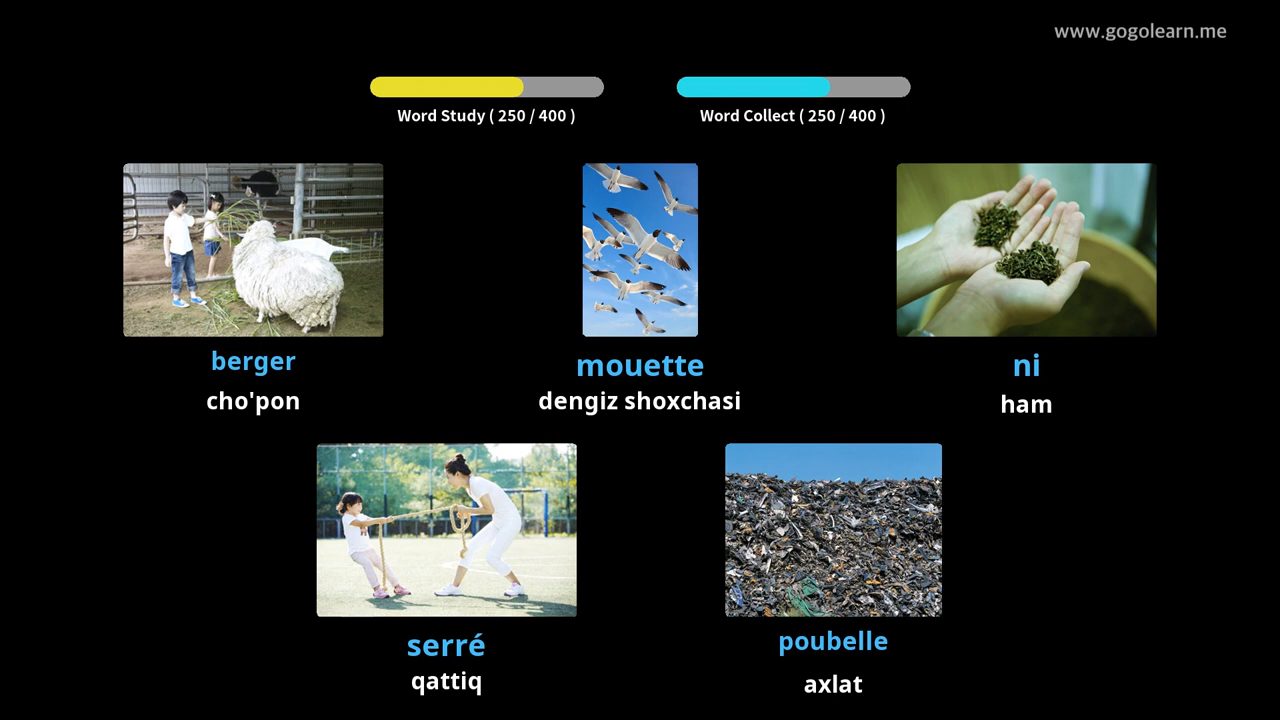 www.gogolearn.me
Word Study ( 250 / 400 )
Word Collect ( 250 / 400 )
berger
cho'pon
mouette
dengiz shoxchasi
ni
ham
serré
qattiq
poubelle
axlat